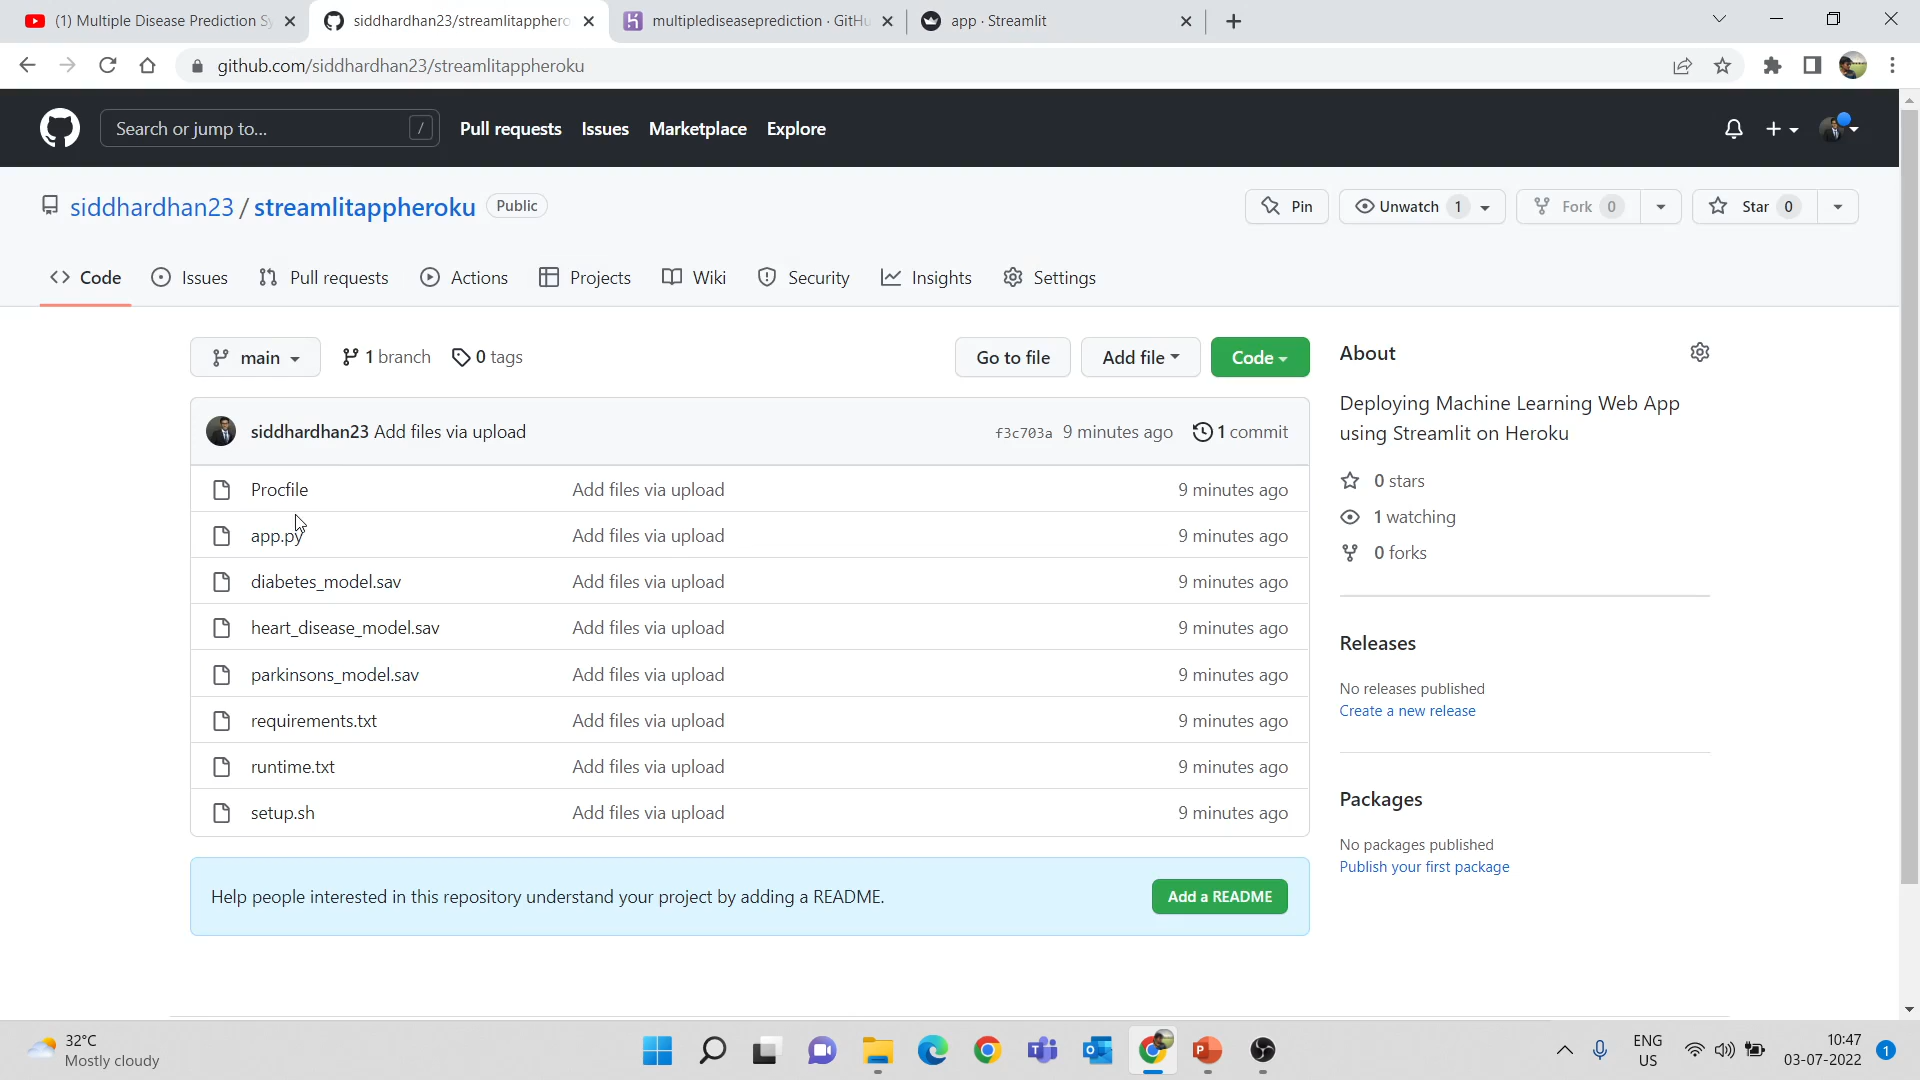 (1) Multiple Disease Prediction Sy
siddhardhan23/streamlitapphero
multiplediseaseprediction · GitHu
app · Streamlit
github.com/siddhardhan23/streamlitappheroku
Search or jump to... /
Pull requests Issues Marketplace Explore
siddhardhan23 / streamlitappheroku Public
Pin
Unwatch 1
Fork 0
Star 0
Code Issues Pull requests Actions Projects Wiki Security Insights Settings
main 1 branch 0 tags
Go to file Add file Code
siddhardhan23 Add files via upload f3c703a 9 minutes ago 1 commit
Procfile Add files via upload 9 minutes ago
app.py Add files via upload 9 minutes ago
diabetes_model.sav Add files via upload 9 minutes ago
heart_disease_model.sav Add files via upload 9 minutes ago
parkinsons_model.sav Add files via upload 9 minutes ago
requirements.txt Add files via upload 9 minutes ago
runtime.txt Add files via upload 9 minutes ago
setup.sh Add files via upload 9 minutes ago
Help people interested in this repository understand your project by adding a README. Add a README
About
Deploying Machine Learning Web App
using Streamlit on Heroku
0 stars
1 watching
0 forks
Releases
No releases published
Create a new release
Packages
No packages published
Publish your first package
32°C
Mostly cloudy
ENG
US
10:47
03-07-2022
1